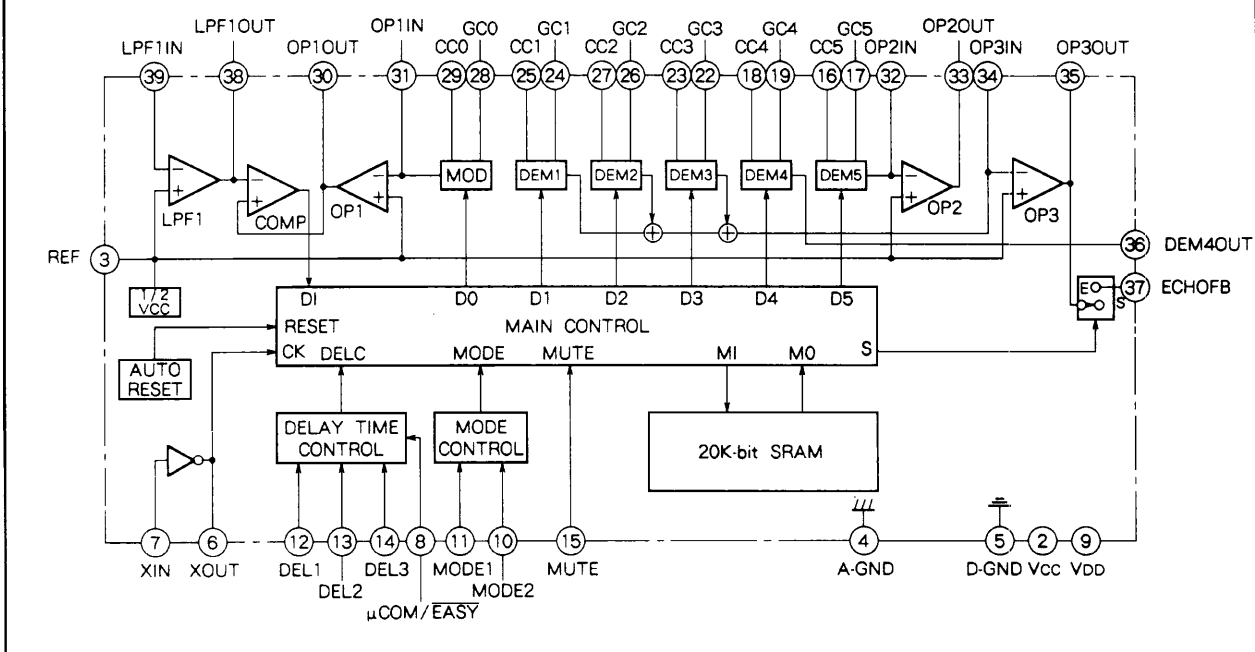 LPF1IN LPF1OUT OP1OUT OP1IN CC0 GC0 CC1 GC1 CC2 GC2 CC3 GC3 CC4 GC4 CC5 GC5 OP2IN OP2OUT OP3IN OP3OUT
39 38 30 31 29 28 25 24 27 26 23 22 18 19 16 17 32 33 34 35
MOD DEM1 DEM2 DEM3 DEM4 DEM5
− + − + − + − + − +
LPF1 COMP OP1 OP2 OP3
+ +
REF 3
36 DEM4OUT
37 ECHOFB
E
S
1/2
VCC
DI D0 D1 D2 D3 D4 D5
RESET MAIN CONTROL
CK DELC MODE MUTE MI MO S
AUTO
RESET
DELAY TIME
CONTROL
MODE
CONTROL
20K-bit SRAM
7 6 12 13 14 8 11 10 15 4 5 2 9
XIN XOUT DEL1 DEL2 DEL3 μCOM/EASY MODE1 MODE2 MUTE A-GND D-GND VCC VDD